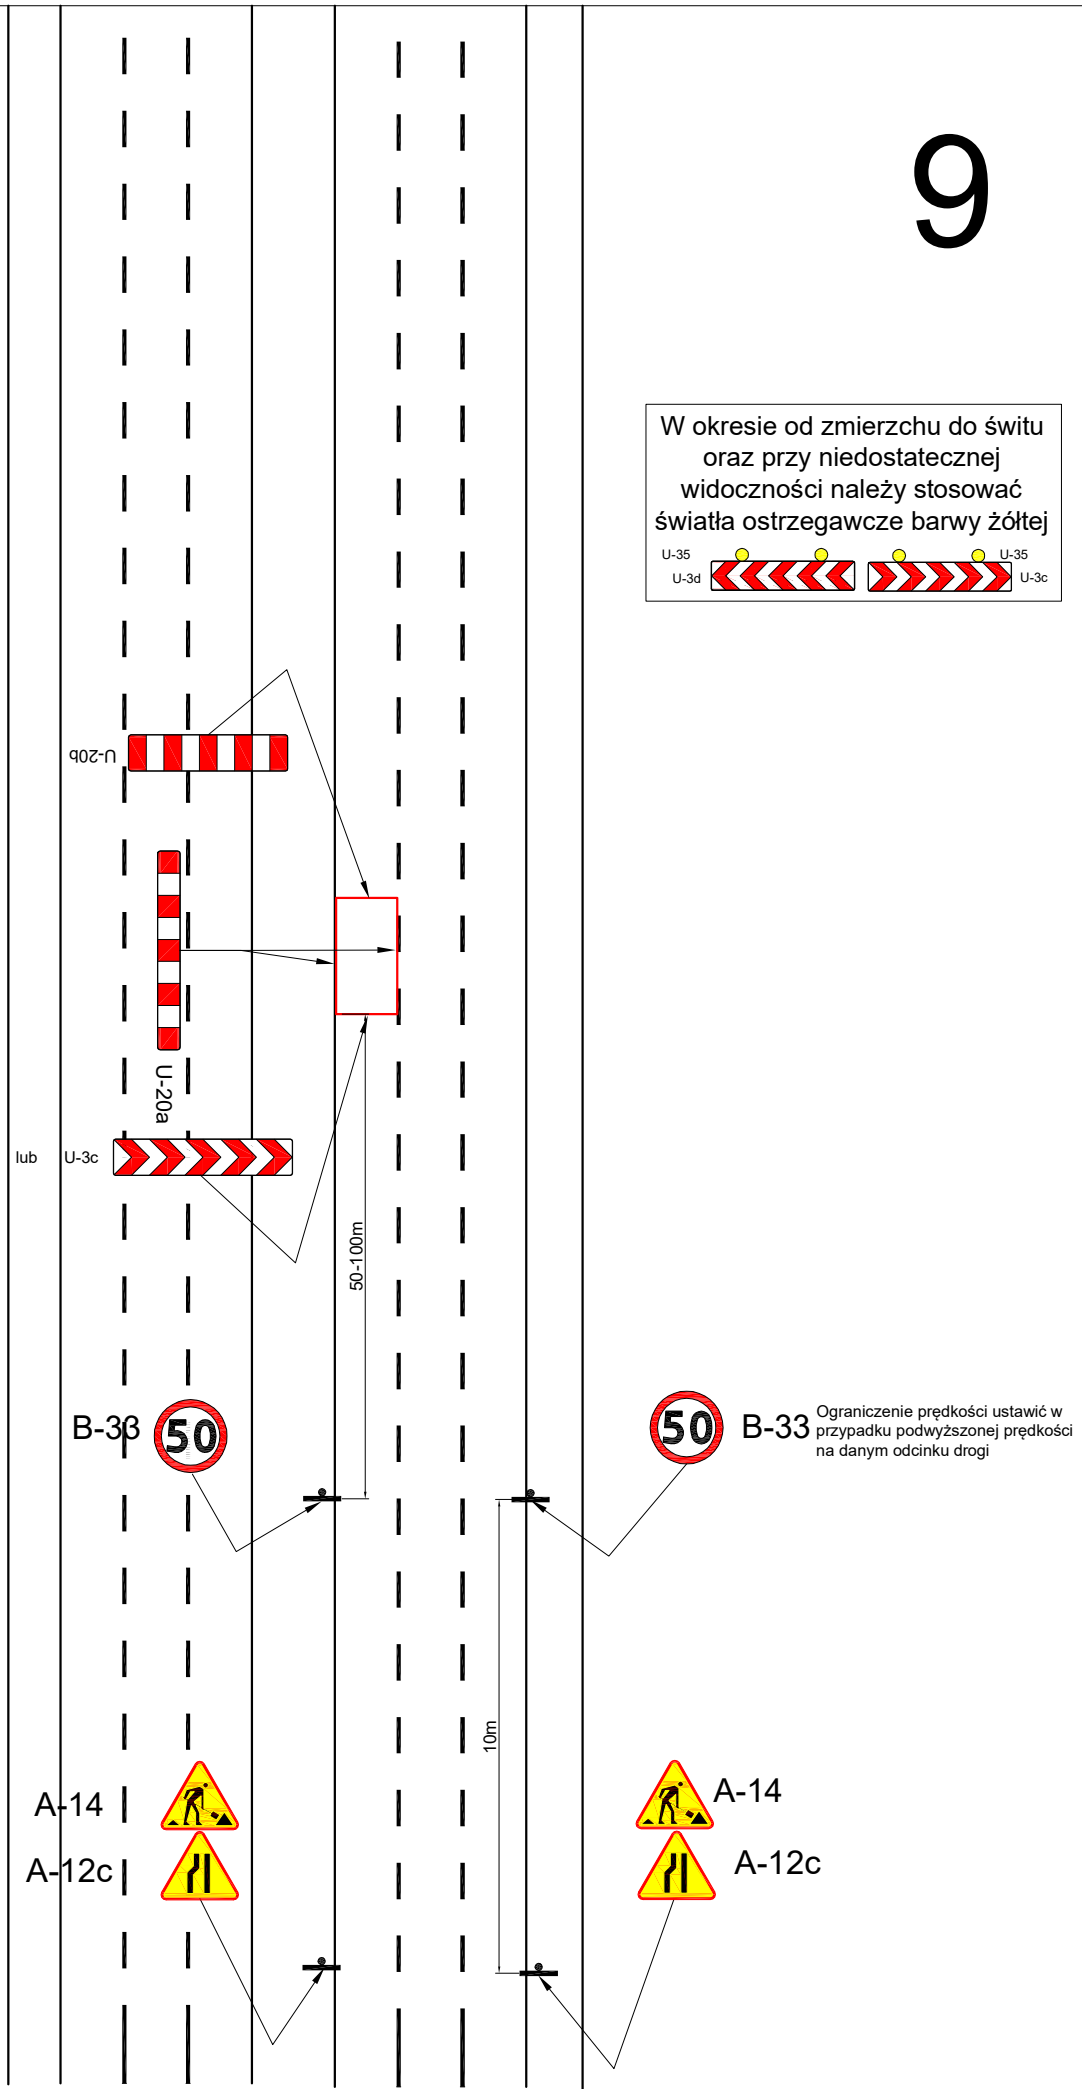 9
W okresie od zmierzchu do świtu
oraz przy niedostatecznej
widoczności należy stosować
światła ostrzegawcze barwy żółtej
U-35
U-35
U-3d
U-3c
U-20b
U-20a
lub U-3c
50-100m
B-33
50
50
B-33
Ograniczenie prędkości ustawić w
przypadku podwyższonej prędkości
na danym odcinku drogi
10m
A-14
A-14
A-12c
A-12c